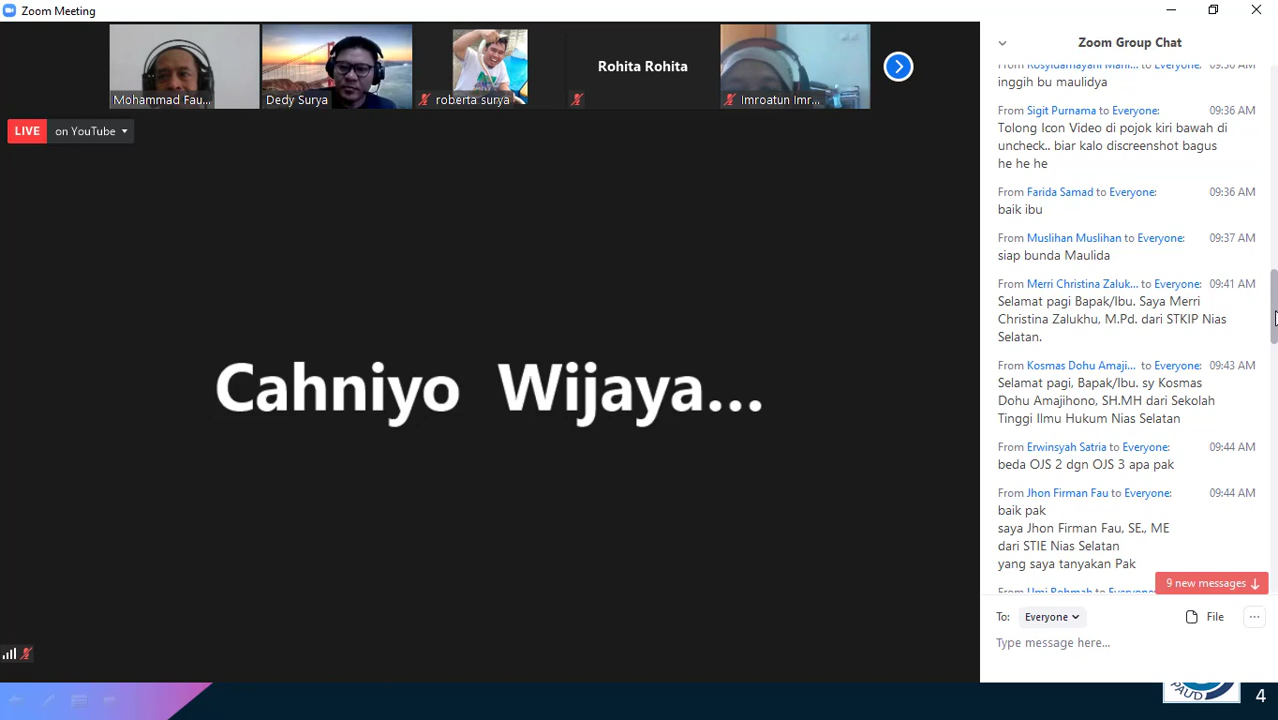 Zoom Meeting
Mohammad Fau...
Dedy Surya
roberta surya
Rohita Rohita
Imroatun Imr...
LIVE on YouTube
Cahniyo Wijaya...
Zoom Group Chat
to Everyone:
inggih bu maulidya
From Sigit Purnama to Everyone: 09:36 AM
Tolong Icon Video di pojok kiri bawah di
uncheck.. biar kalo discreenshot bagus
he he he
From Farida Samad to Everyone: 09:36 AM
baik ibu
From Muslihan Muslihan to Everyone: 09:37 AM
siap bunda Maulida
From Merri Christina Zaluk... to Everyone: 09:41 AM
Selamat pagi Bapak/Ibu. Saya Merri
Christina Zalukhu, M.Pd. dari STKIP Nias
Selatan.
From Kosmas Dohu Amaji... to Everyone: 09:43 AM
Selamat pagi, Bapak/Ibu. sy Kosmas
Dohu Amajihono, SH.MH dari Sekolah
Tinggi Ilmu Hukum Nias Selatan
From Erwinsyah Satria to Everyone: 09:44 AM
beda OJS 2 dgn OJS 3 apa pak
From Jhon Firman Fau to Everyone: 09:44 AM
baik pak
saya Jhon Firman Fau, SE., ME
dari STIE Nias Selatan
yang saya tanyakan Pak
9 new messages
From Umi Rohmah to Everyone:
To: Everyone
File
Type message here...
PAUD
4